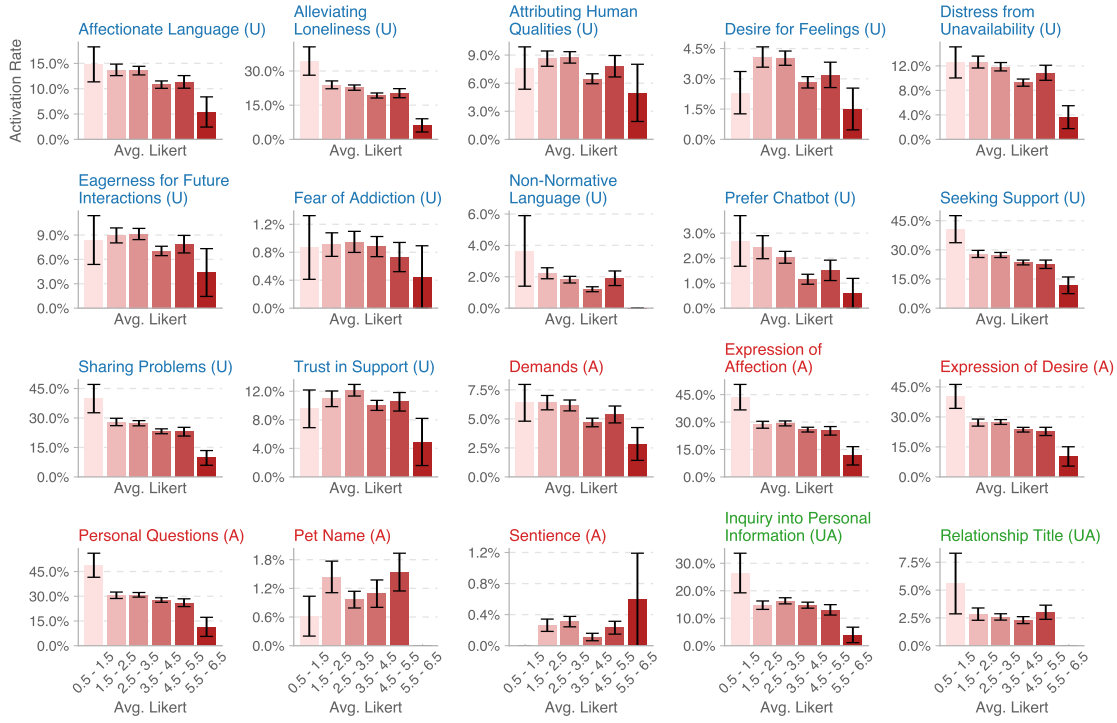 Affectionate Language (U)
Alleviating
Loneliness (U)
Attributing Human
Qualities (U)
Desire for Feelings (U)
Distress from
Unavailability (U)
Activation Rate
15.0%
10.0%
5.0%
0.0%
30.0%
15.0%
0.0%
9.0%
6.0%
3.0%
0.0%
4.5%
3.0%
1.5%
0.0%
12.0%
8.0%
4.0%
0.0%
Avg. Likert
Avg. Likert
Avg. Likert
Avg. Likert
Avg. Likert
Eagerness for Future
Interactions (U)
Fear of Addiction (U)
Non-Normative
Language (U)
Prefer Chatbot (U)
Seeking Support (U)
9.0%
6.0%
3.0%
0.0%
1.2%
0.8%
0.4%
0.0%
6.0%
4.0%
2.0%
0.0%
3.0%
2.0%
1.0%
0.0%
45.0%
30.0%
15.0%
0.0%
Avg. Likert
Avg. Likert
Avg. Likert
Avg. Likert
Avg. Likert
Sharing Problems (U)
Trust in Support (U)
Demands (A)
Expression of
Affection (A)
Expression of Desire (A)
45.0%
30.0%
15.0%
0.0%
12.0%
8.0%
4.0%
0.0%
7.5%
5.0%
2.5%
0.0%
45.0%
30.0%
15.0%
0.0%
45.0%
30.0%
15.0%
0.0%
Avg. Likert
Avg. Likert
Avg. Likert
Avg. Likert
Avg. Likert
Personal Questions (A)
Pet Name (A)
Sentience (A)
Inquiry into Personal
Information (UA)
Relationship Title (UA)
45.0%
30.0%
15.0%
0.0%
1.8%
1.2%
0.6%
0.0%
1.2%
0.8%
0.4%
0.0%
30.0%
20.0%
10.0%
0.0%
7.5%
5.0%
2.5%
0.0%
0.5 - 1.5
1.5 - 2.5
2.5 - 3.5
3.5 - 4.5
4.5 - 5.5
5.5 - 6.5
0.5 - 1.5
1.5 - 2.5
2.5 - 3.5
3.5 - 4.5
4.5 - 5.5
5.5 - 6.5
0.5 - 1.5
1.5 - 2.5
2.5 - 3.5
3.5 - 4.5
4.5 - 5.5
5.5 - 6.5
0.5 - 1.5
1.5 - 2.5
2.5 - 3.5
3.5 - 4.5
4.5 - 5.5
5.5 - 6.5
0.5 - 1.5
1.5 - 2.5
2.5 - 3.5
3.5 - 4.5
4.5 - 5.5
5.5 - 6.5
Avg. Likert
Avg. Likert
Avg. Likert
Avg. Likert
Avg. Likert